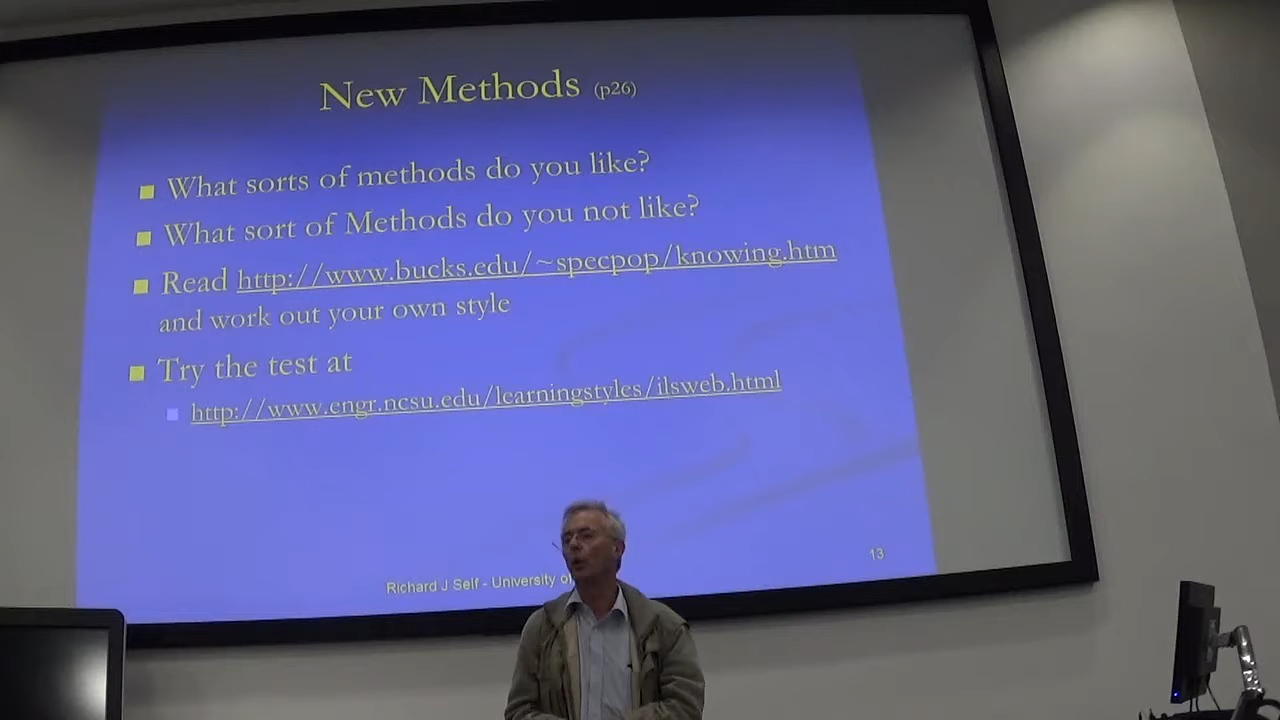 New Methods (p26)
What sorts of methods do you like?
What sort of Methods do you not like?
Read http://www.bucks.edu/~specpop/knowing.htm
and work out your own style
Try the test at
http://www.engr.ncsu.edu/learningstyles/ilsweb.html
Richard J Self - University
13